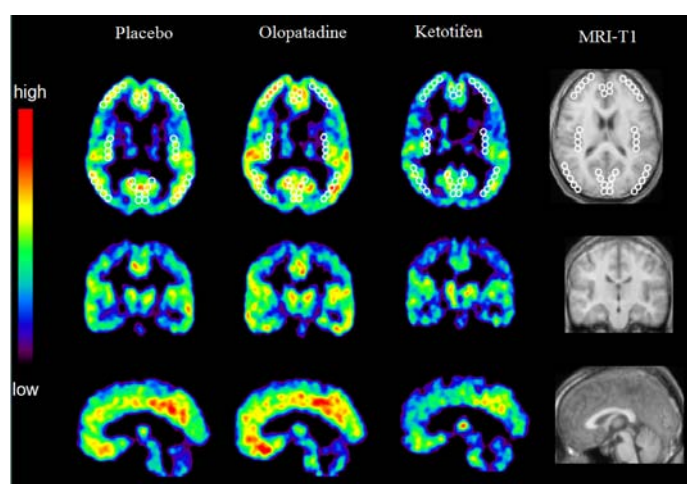 Placebo
Olopatadine
Ketotifen
MRI-T1
high
low